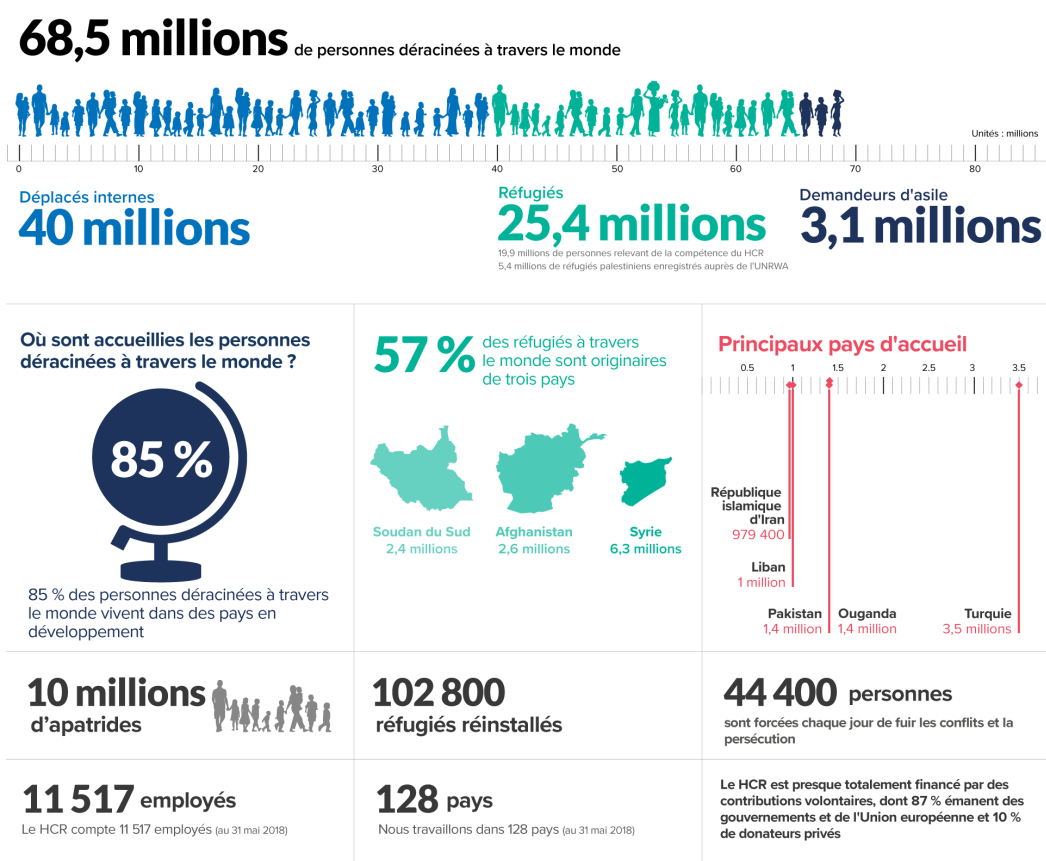 68,5 millions de personnes déracinées à travers le monde
Unités : millions
0 10 20 30 40 50 60 70 80
Déplacés internes
40 millions
Réfugiés
25,4 millions
19,9 millions de personnes relevant de la compétence du HCR
5,4 millions de réfugiés palestiniens enregistrés auprès de l'UNRWA
Demandeurs d'asile
3,1 millions
Où sont accueillies les personnes
déracinées à travers le monde ?
85 %
85 % des personnes déracinées à travers
le monde vivent dans des pays en
développement
57 %
des réfugiés à travers
le monde sont originaires
de trois pays
Soudan du Sud
2,4 millions
Afghanistan
2,6 millions
Syrie
6,3 millions
Principaux pays d'accueil
0.5 1 1.5 2 2.5 3 3.5
République
islamique
d'Iran
979 400
Liban
1 million
Pakistan
1,4 million
Ouganda
1,4 million
Turquie
3,5 millions
10 millions
d'apatrides
102 800
réfugiés réinstallés
44 400 personnes
sont forcées chaque jour de fuir les conflits et la
persécution
11 517 employés
Le HCR compte 11 517 employés (au 31 mai 2018)
128 pays
Nous travaillons dans 128 pays (au 31 mai 2018)
Le HCR est presque totalement financé par des
contributions volontaires, dont 87 % émanent des
gouvernements et de l'Union européenne et 10 %
de donateurs privés